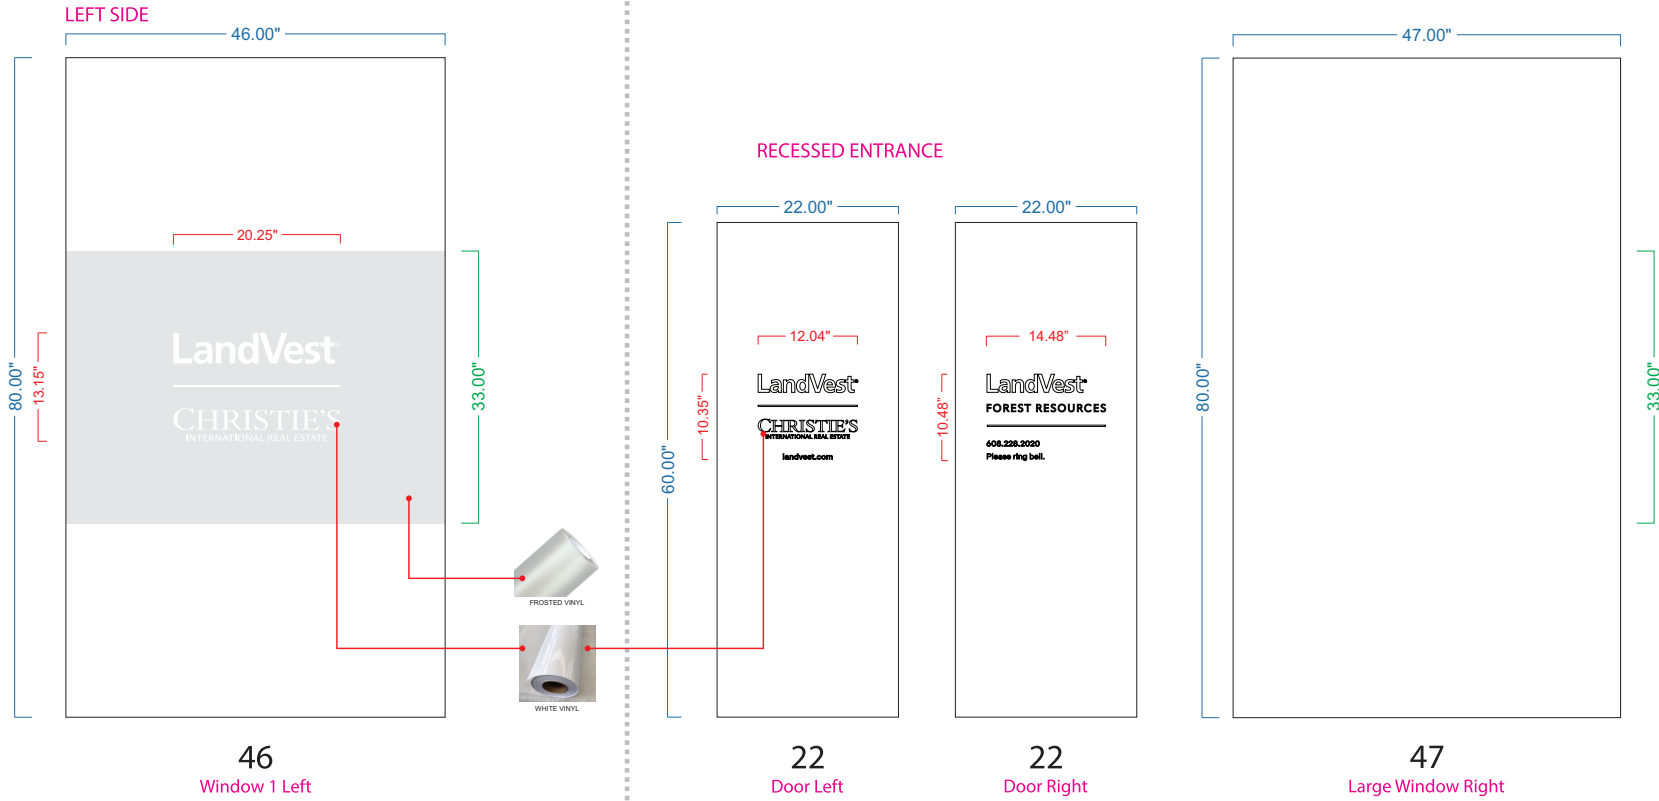 LEFT SIDE
46.00"
80.00"
20.25"
13.15"
33.00"
LandVest
CHRISTIE'S
INTERNATIONAL REAL ESTATE
FROSTED VINYL
WHITE VINYL
46
Window 1 Left
RECESSED ENTRANCE
22.00"
60.00"
12.04"
10.35"
LandVest
CHRISTIE'S
INTERNATIONAL REAL ESTATE
landvest.com
22
Door Left
22.00"
14.48”
10.48"
LandVest
FOREST RESOURCES
608.228.2020
Please ring bell.
22
Door Right
47.00"
80.00"
33.00"
47
Large Window Right